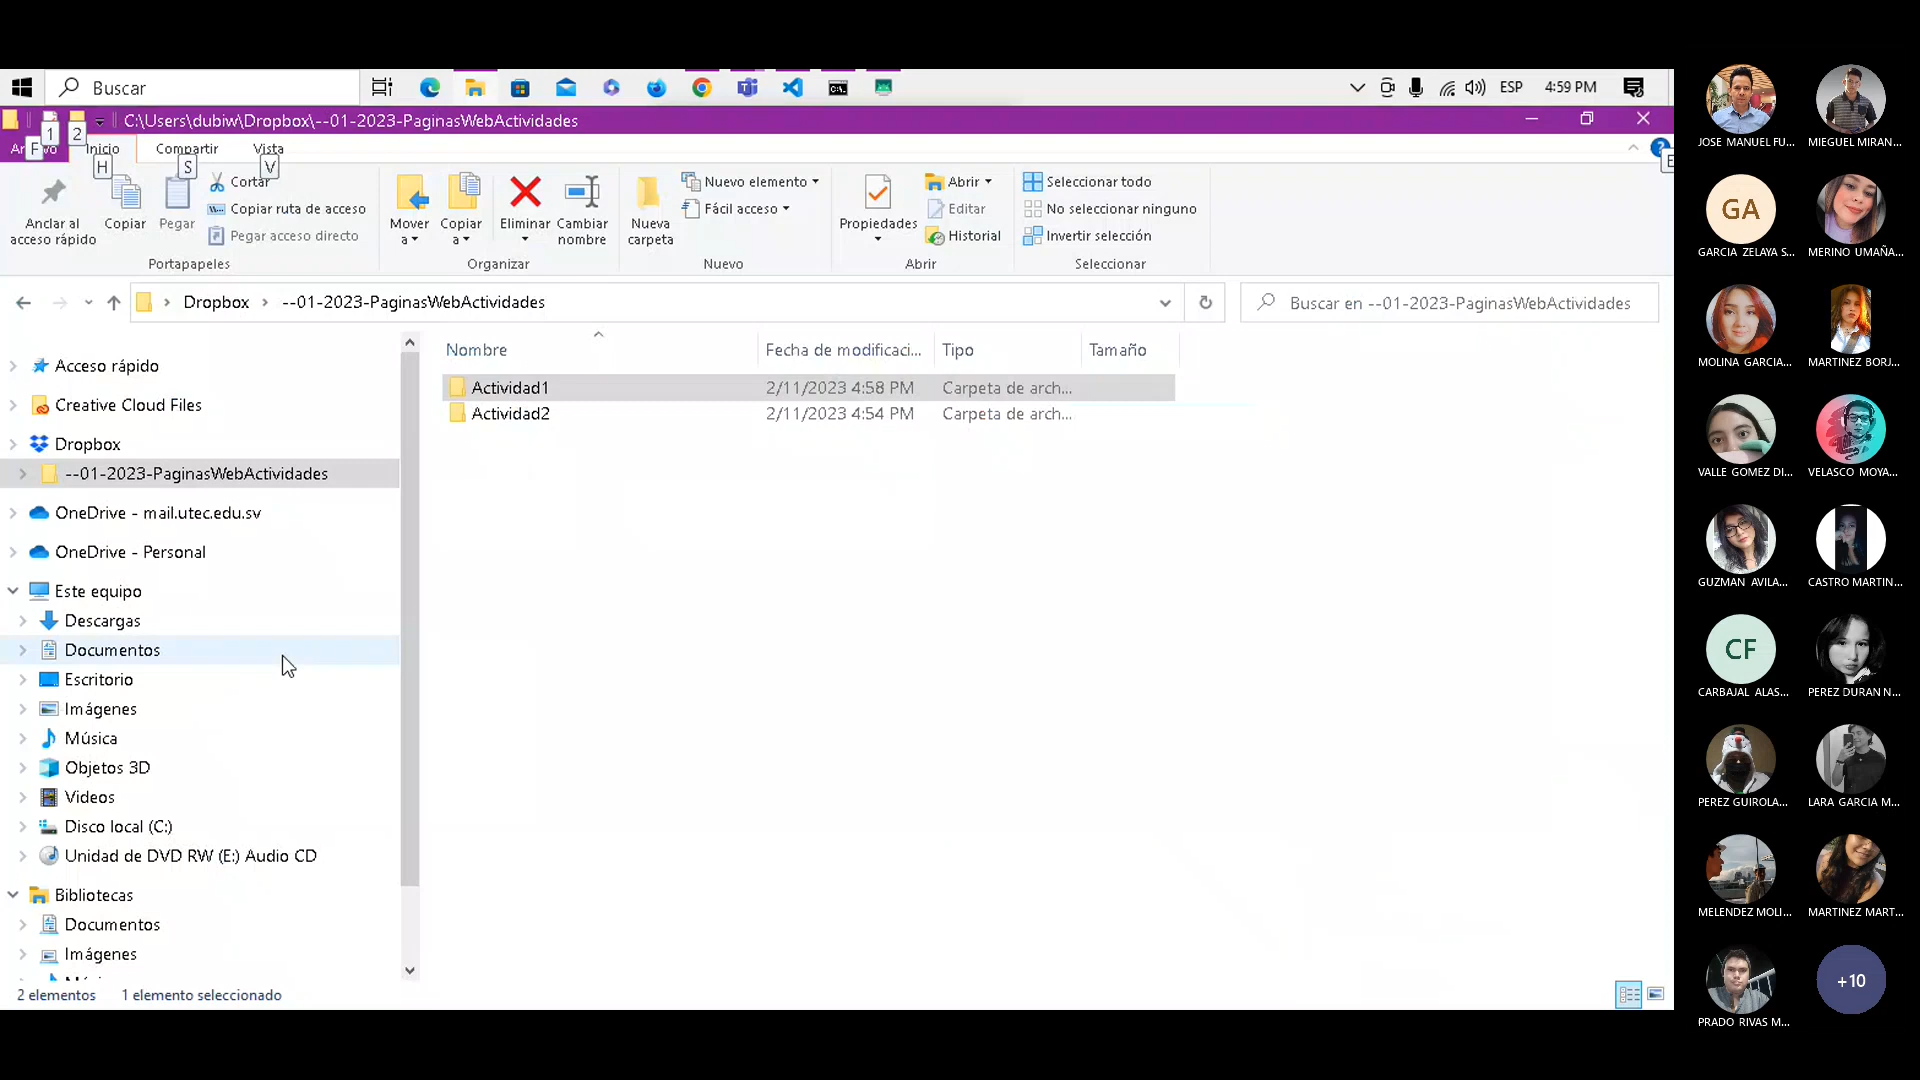 Buscar
ESP
4:59 PM
1
2
C:\Users\dubiw\Dropbox\--01-2023-PaginasWebActividades
F
Inicio
Compartir
Vista
H
S
V
E
Anclar al
acceso rápido
Copiar
Pegar
Cortar
Copiar ruta de acceso
Pegar acceso directo
Portapapeles
Mover
a
Copiar
a
Eliminar
Cambiar
nombre
Organizar
Nueva
carpeta
Nuevo elemento
Fácil acceso
Nuevo
Propiedades
Abrir
Editar
Historial
Abrir
Seleccionar todo
No seleccionar ninguno
Invertir selección
Seleccionar
Dropbox
--01-2023-PaginasWebActividades
Buscar en --01-2023-PaginasWebActividades
Acceso rápido
Creative Cloud Files
Dropbox
--01-2023-PaginasWebActividades
OneDrive - mail.utec.edu.sv
OneDrive - Personal
Este equipo
Descargas
Documentos
Escritorio
Imágenes
Música
Objetos 3D
Videos
Disco local (C:)
Unidad de DVD RW (E:) Audio CD
Bibliotecas
Documentos
Imágenes
Nombre
Fecha de modificaci...
Tipo
Tamaño
Actividad1 2/11/2023 4:58 PM Carpeta de arch...
Actividad2 2/11/2023 4:54 PM Carpeta de arch...
2 elementos
1 elemento seleccionado
JOSE MANUEL FU...
MIEGUEL MIRAN...
GA
GARCIA ZELAYA S...
MERINO UMAÑA...
MOLINA GARCIA...
MARTINEZ BORJ...
VALLE GOMEZ DI...
VELASCO MOYA...
GUZMAN AVILA...
CASTRO MARTIN...
CF
CARBAJAL ALAS...
PEREZ DURAN N...
PEREZ GUIROLA...
LARA GARCIA M...
MELENDEZ MOLI...
MARTINEZ MART...
PRADO RIVAS M...
+10